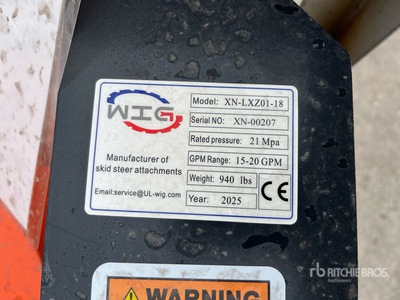 WIG
Manufacturer of
skid steer attachments
Email:service@UL-wig.com
Model: XN-LXZ01-18
Serial NO: XN-00207
Rated pressure: 21 Mpa
GPM Range: 15-20 GPM
Weight: 940 lbs
Year: 2025
CE
WARNING
rb RITCHIE BROS.
Auctioneers